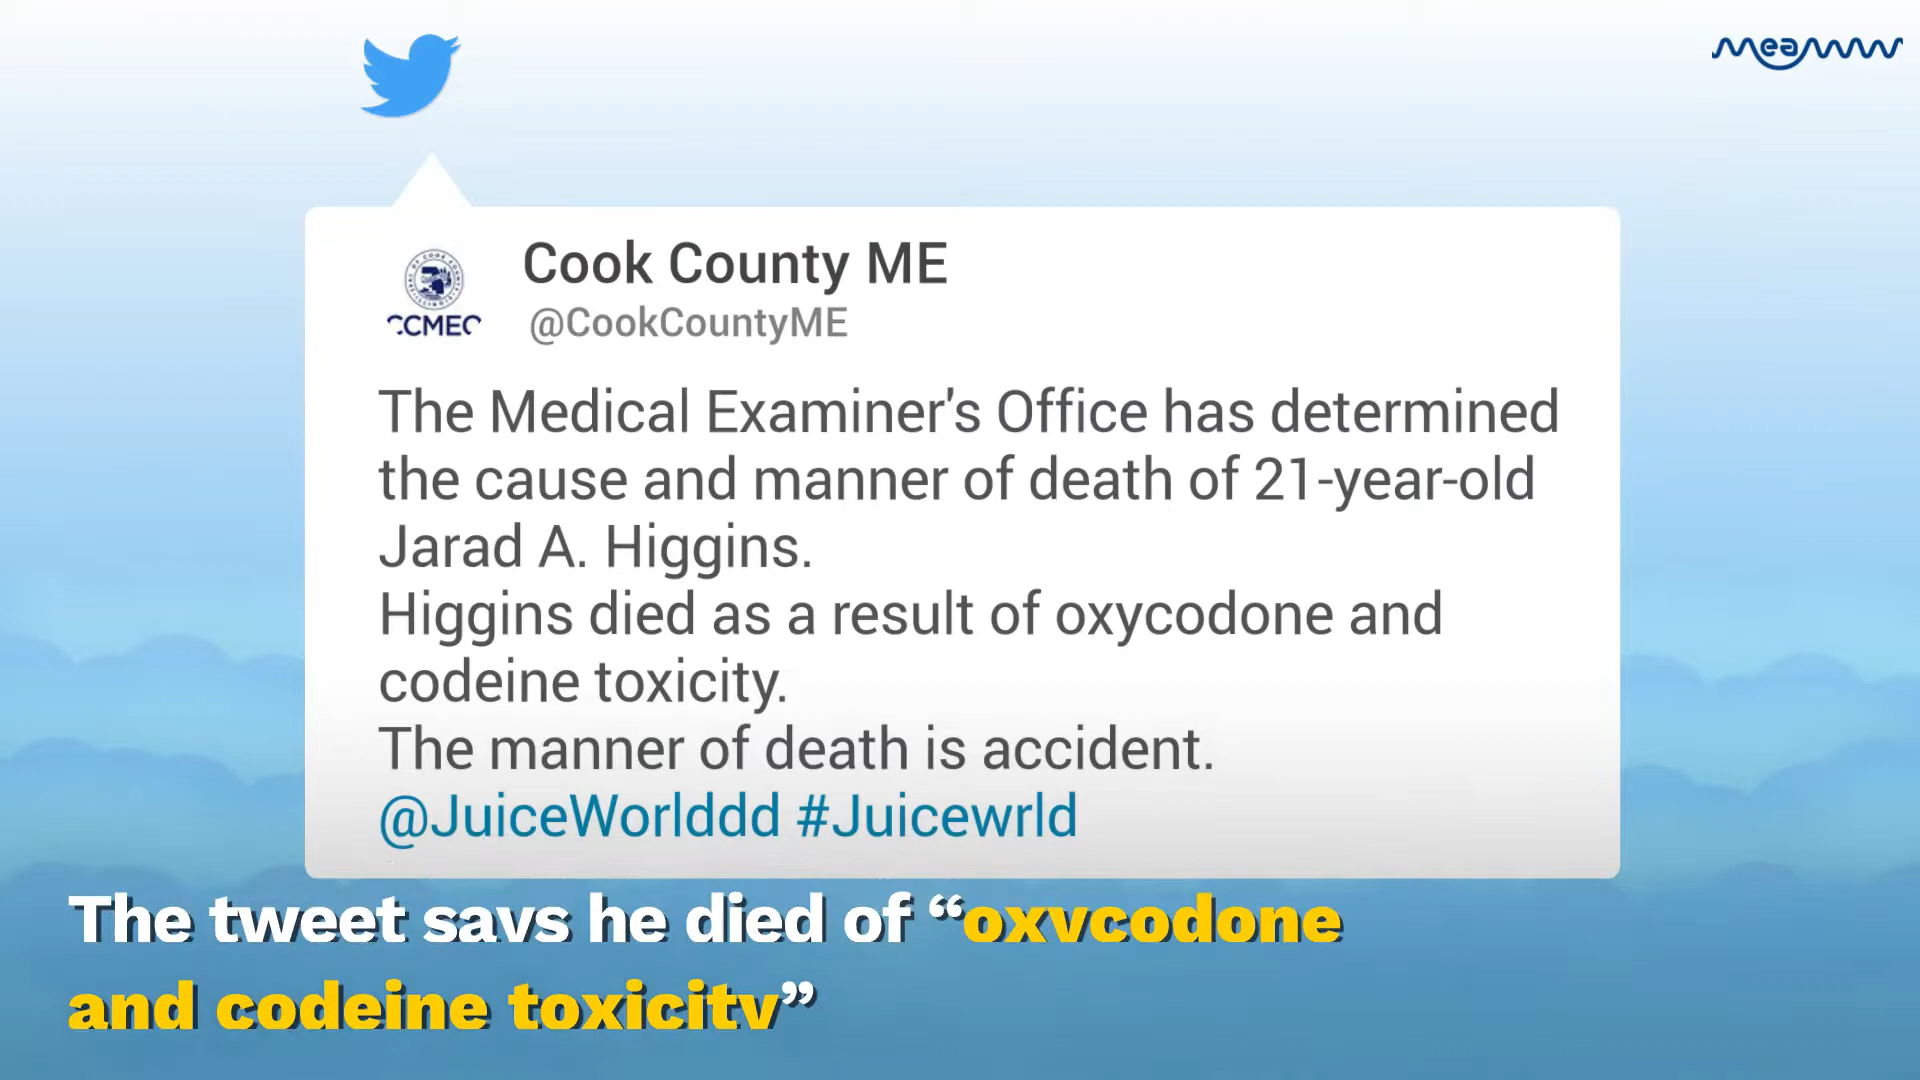 meaww
Cook County ME
@CookCountyME
CCMEO
The Medical Examiner's Office has determined
the cause and manner of death of 21-year-old
Jarad A. Higgins.
Higgins died as a result of oxycodone and
codeine toxicity.
The manner of death is accident.
@JuiceWorlddd #Juicewrld
The tweet says he died of “oxycodone
and codeine toxicity”